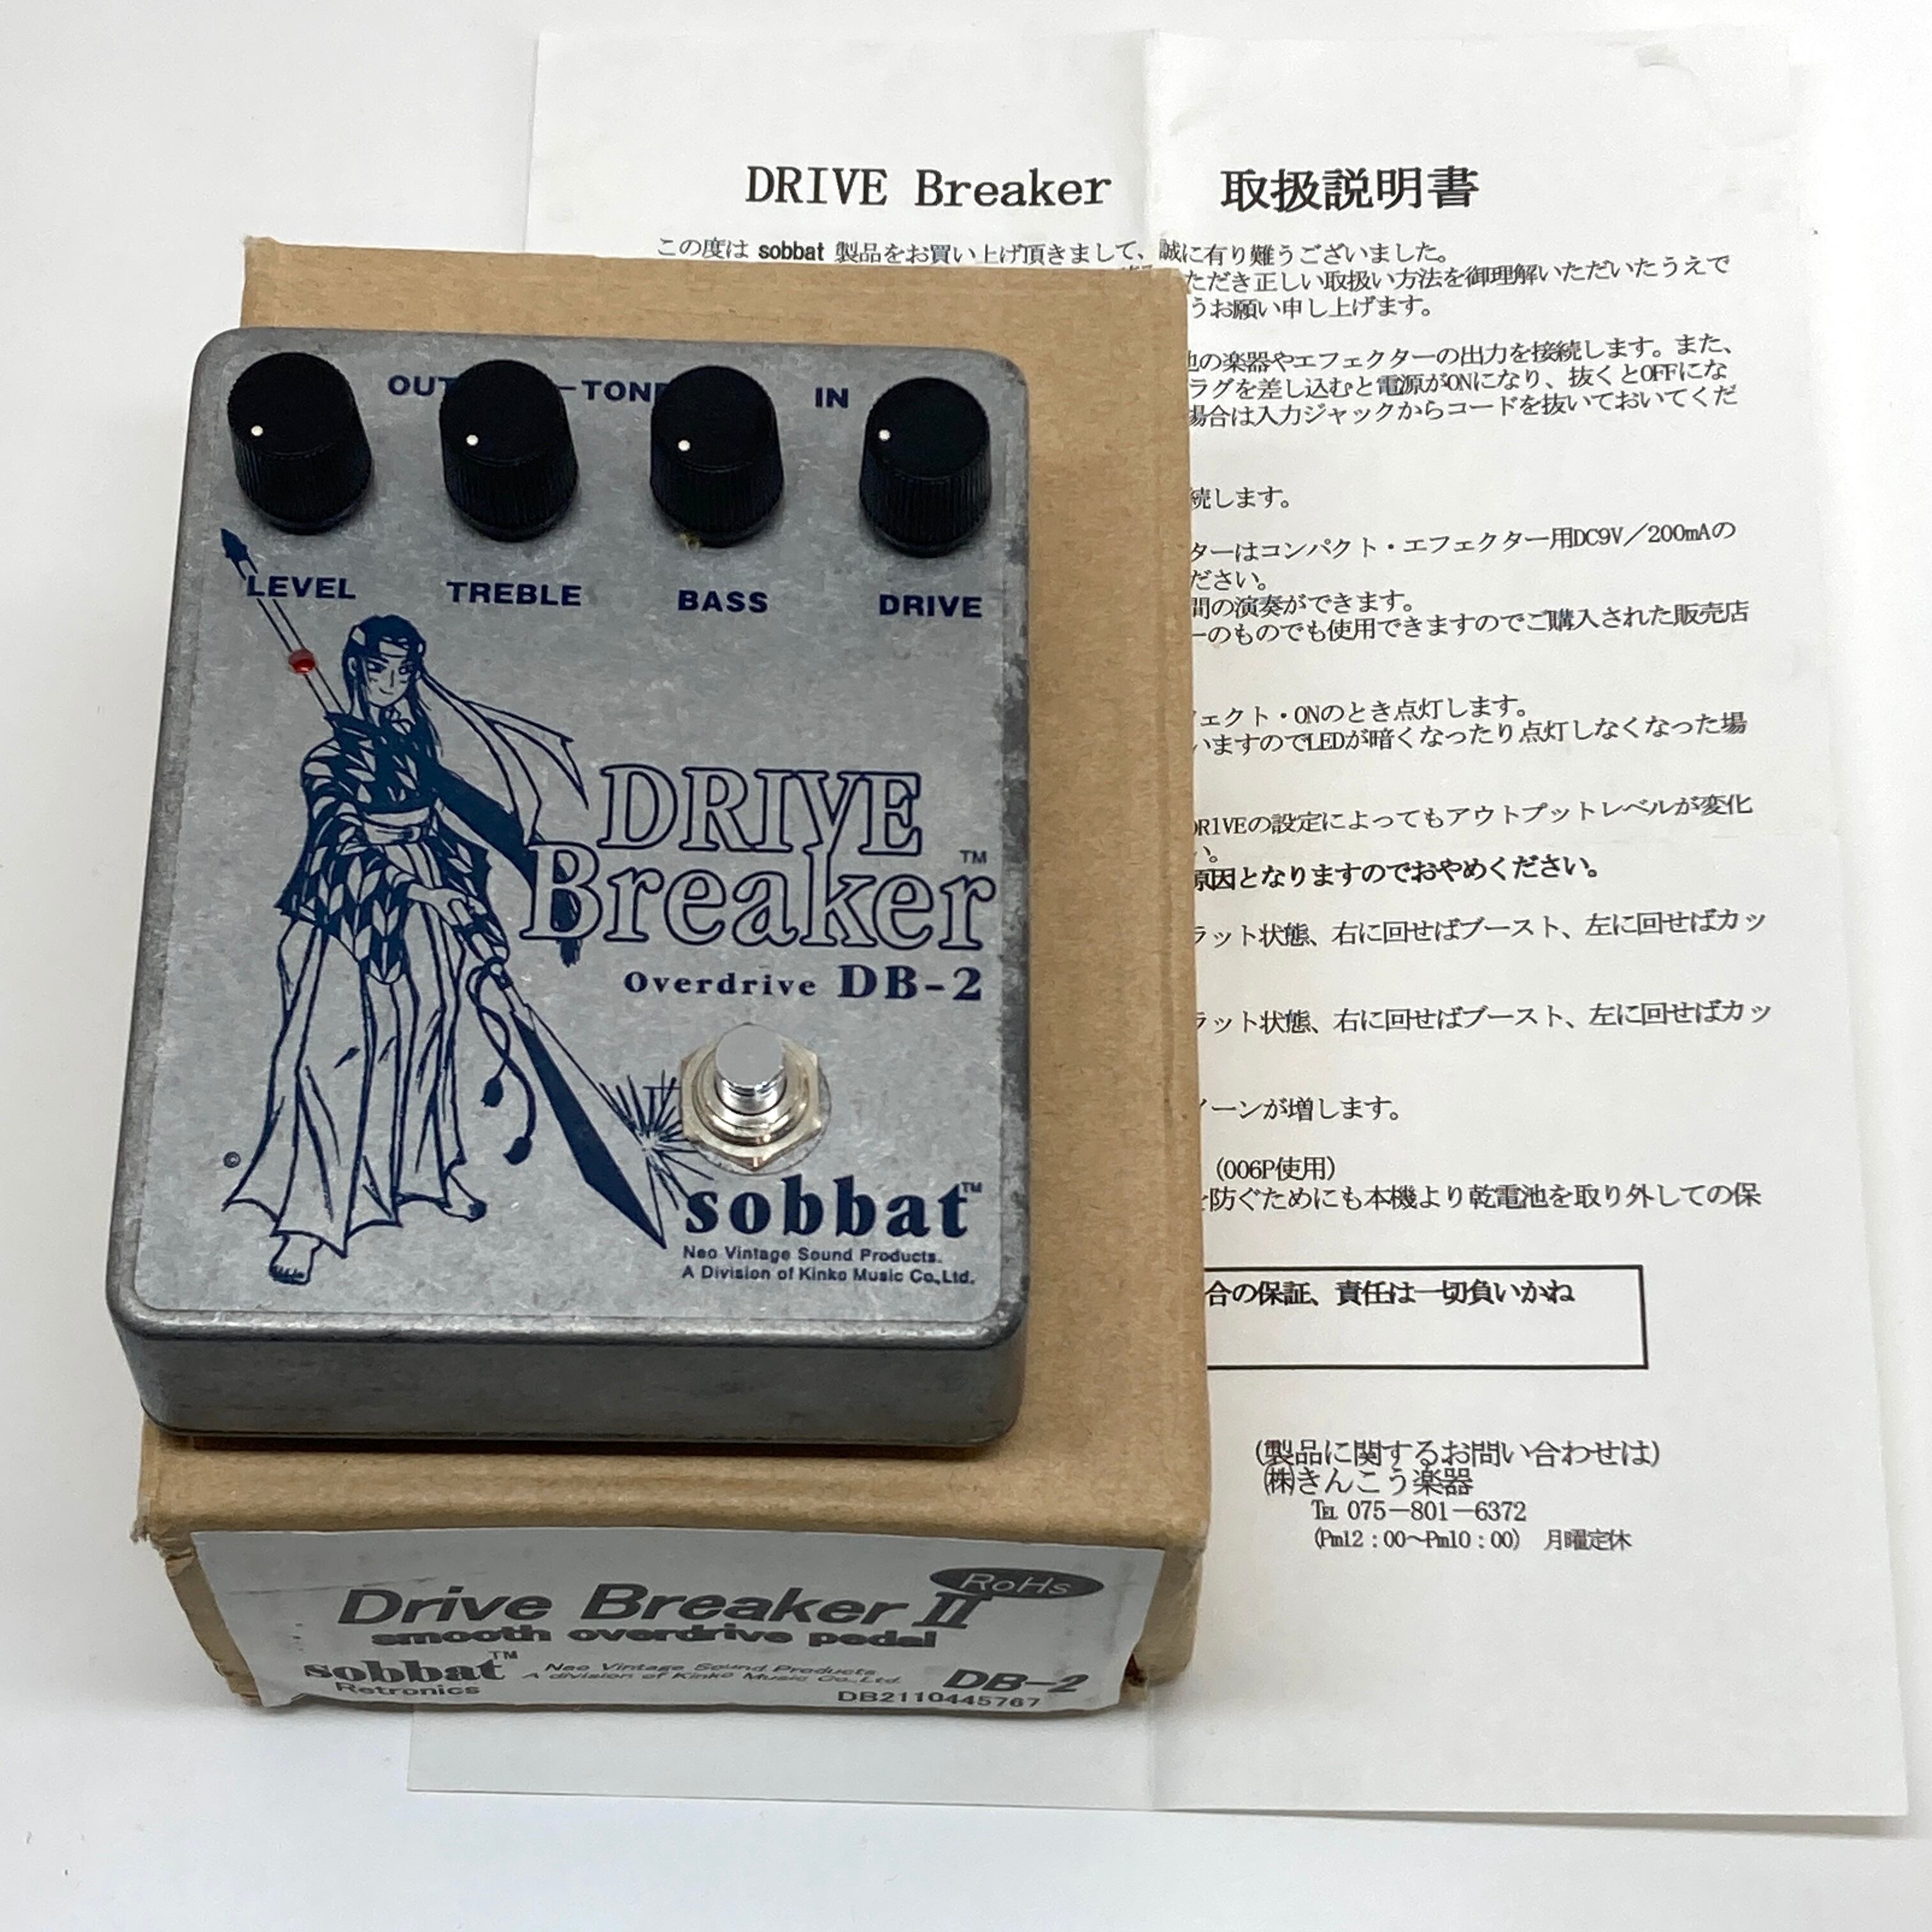 DRIVE Breaker 取扱説明書
この度は sobbat 製品をお買い上げ頂きまして、誠に有り難うございました。
ただき正しい取扱い方法を御理解いただいたうえで
うお願い申し上げます。
の楽器やエフェクターの出力を接続します。また、
ラグを差し込むと電源がONになり、抜くとOFFにな
場合は入力ジャックからコードを抜いておいてくだ
続します。
ターはコンパクト・エフェクター用DC9V／200mAの
ださい。
間の演奏ができます。
ーのものでも使用できますのでご購入された販売店
ェクト・ONのとき点灯します。
いますのでLEDが暗くなったり点灯しなくなった場
DR1VEの設定によってもアウトプットレベルが変化
い。
原因となりますのでおやめください。
ラット状態、右に回せばブースト、左に回せばカッ
ラット状態、右に回せばブースト、左に回せばカッ
ーンが増します。
(006P使用)
を防ぐためにも本機より乾電池を取り外しての保
合の保証、責任は一切負いかね
(製品に関するお問い合わせは)
㈱きんこう楽器
℡ 075－801－6372
(Pm12：00～Pm10：00) 月曜定休
OUT —TONE IN
LEVEL TREBLE BASS DRIVE
DRIVE
Breaker™
Overdrive DB-2
©
sobbat™
Neo Vintage Sound Products.
A Division of Kinko Music Co.,Ltd.
RoHs
Drive Breaker II
smooth overdrive pedal
sobbat™ Neo Vintage Sound Products.
Retronics A division of Kinko Music Co.,Ltd. DB-2
DB2110445767